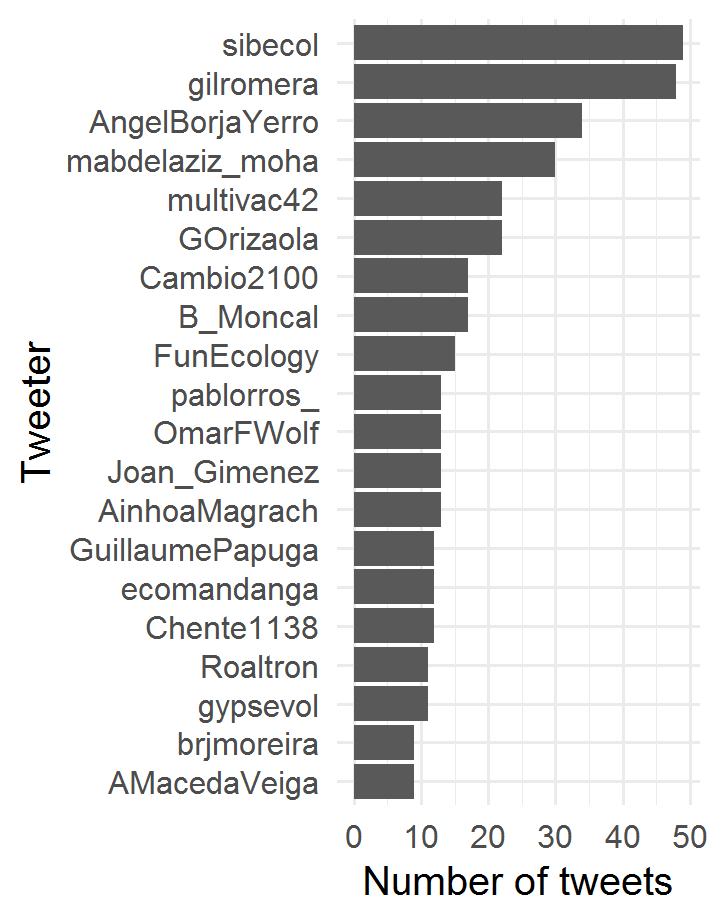 sibecol
gilromera
AngelBorjaYerro
mabdelaziz_moha
multivac42
GOrizaola
Cambio2100
B_Moncal
FunEcology
pablorros_
OmarFWolf
Joan_Gimenez
AinhoaMagrach
GuillaumePapuga
ecomandanga
Chente1138
Roaltron
gypsevol
brjmoreira
AMacedaVeiga
Tweeter
0 10 20 30 40 50
Number of tweets